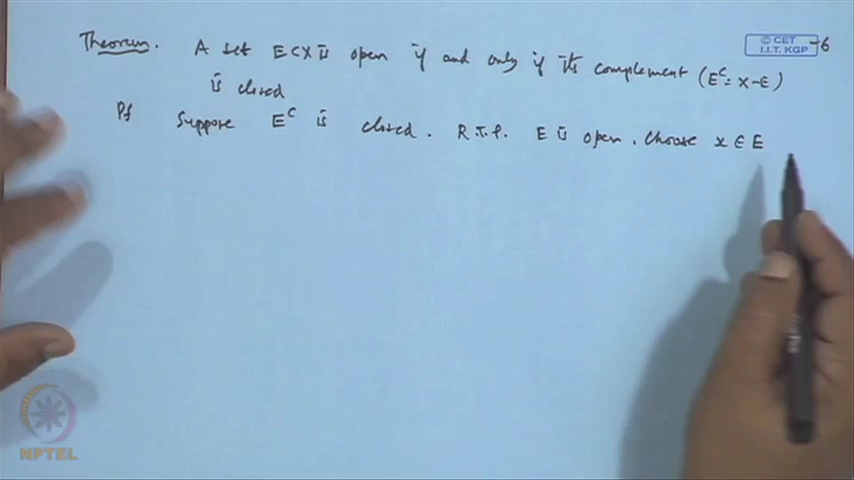 Theorem. A set E ⊂ X is open if and only if its complement (E^c = X - E)
is closed
Pf Suppose E^c is closed. R.T.P. E is open. Choose x ∈ E
© CET
I.I.T. KGP
-6
NPTEL